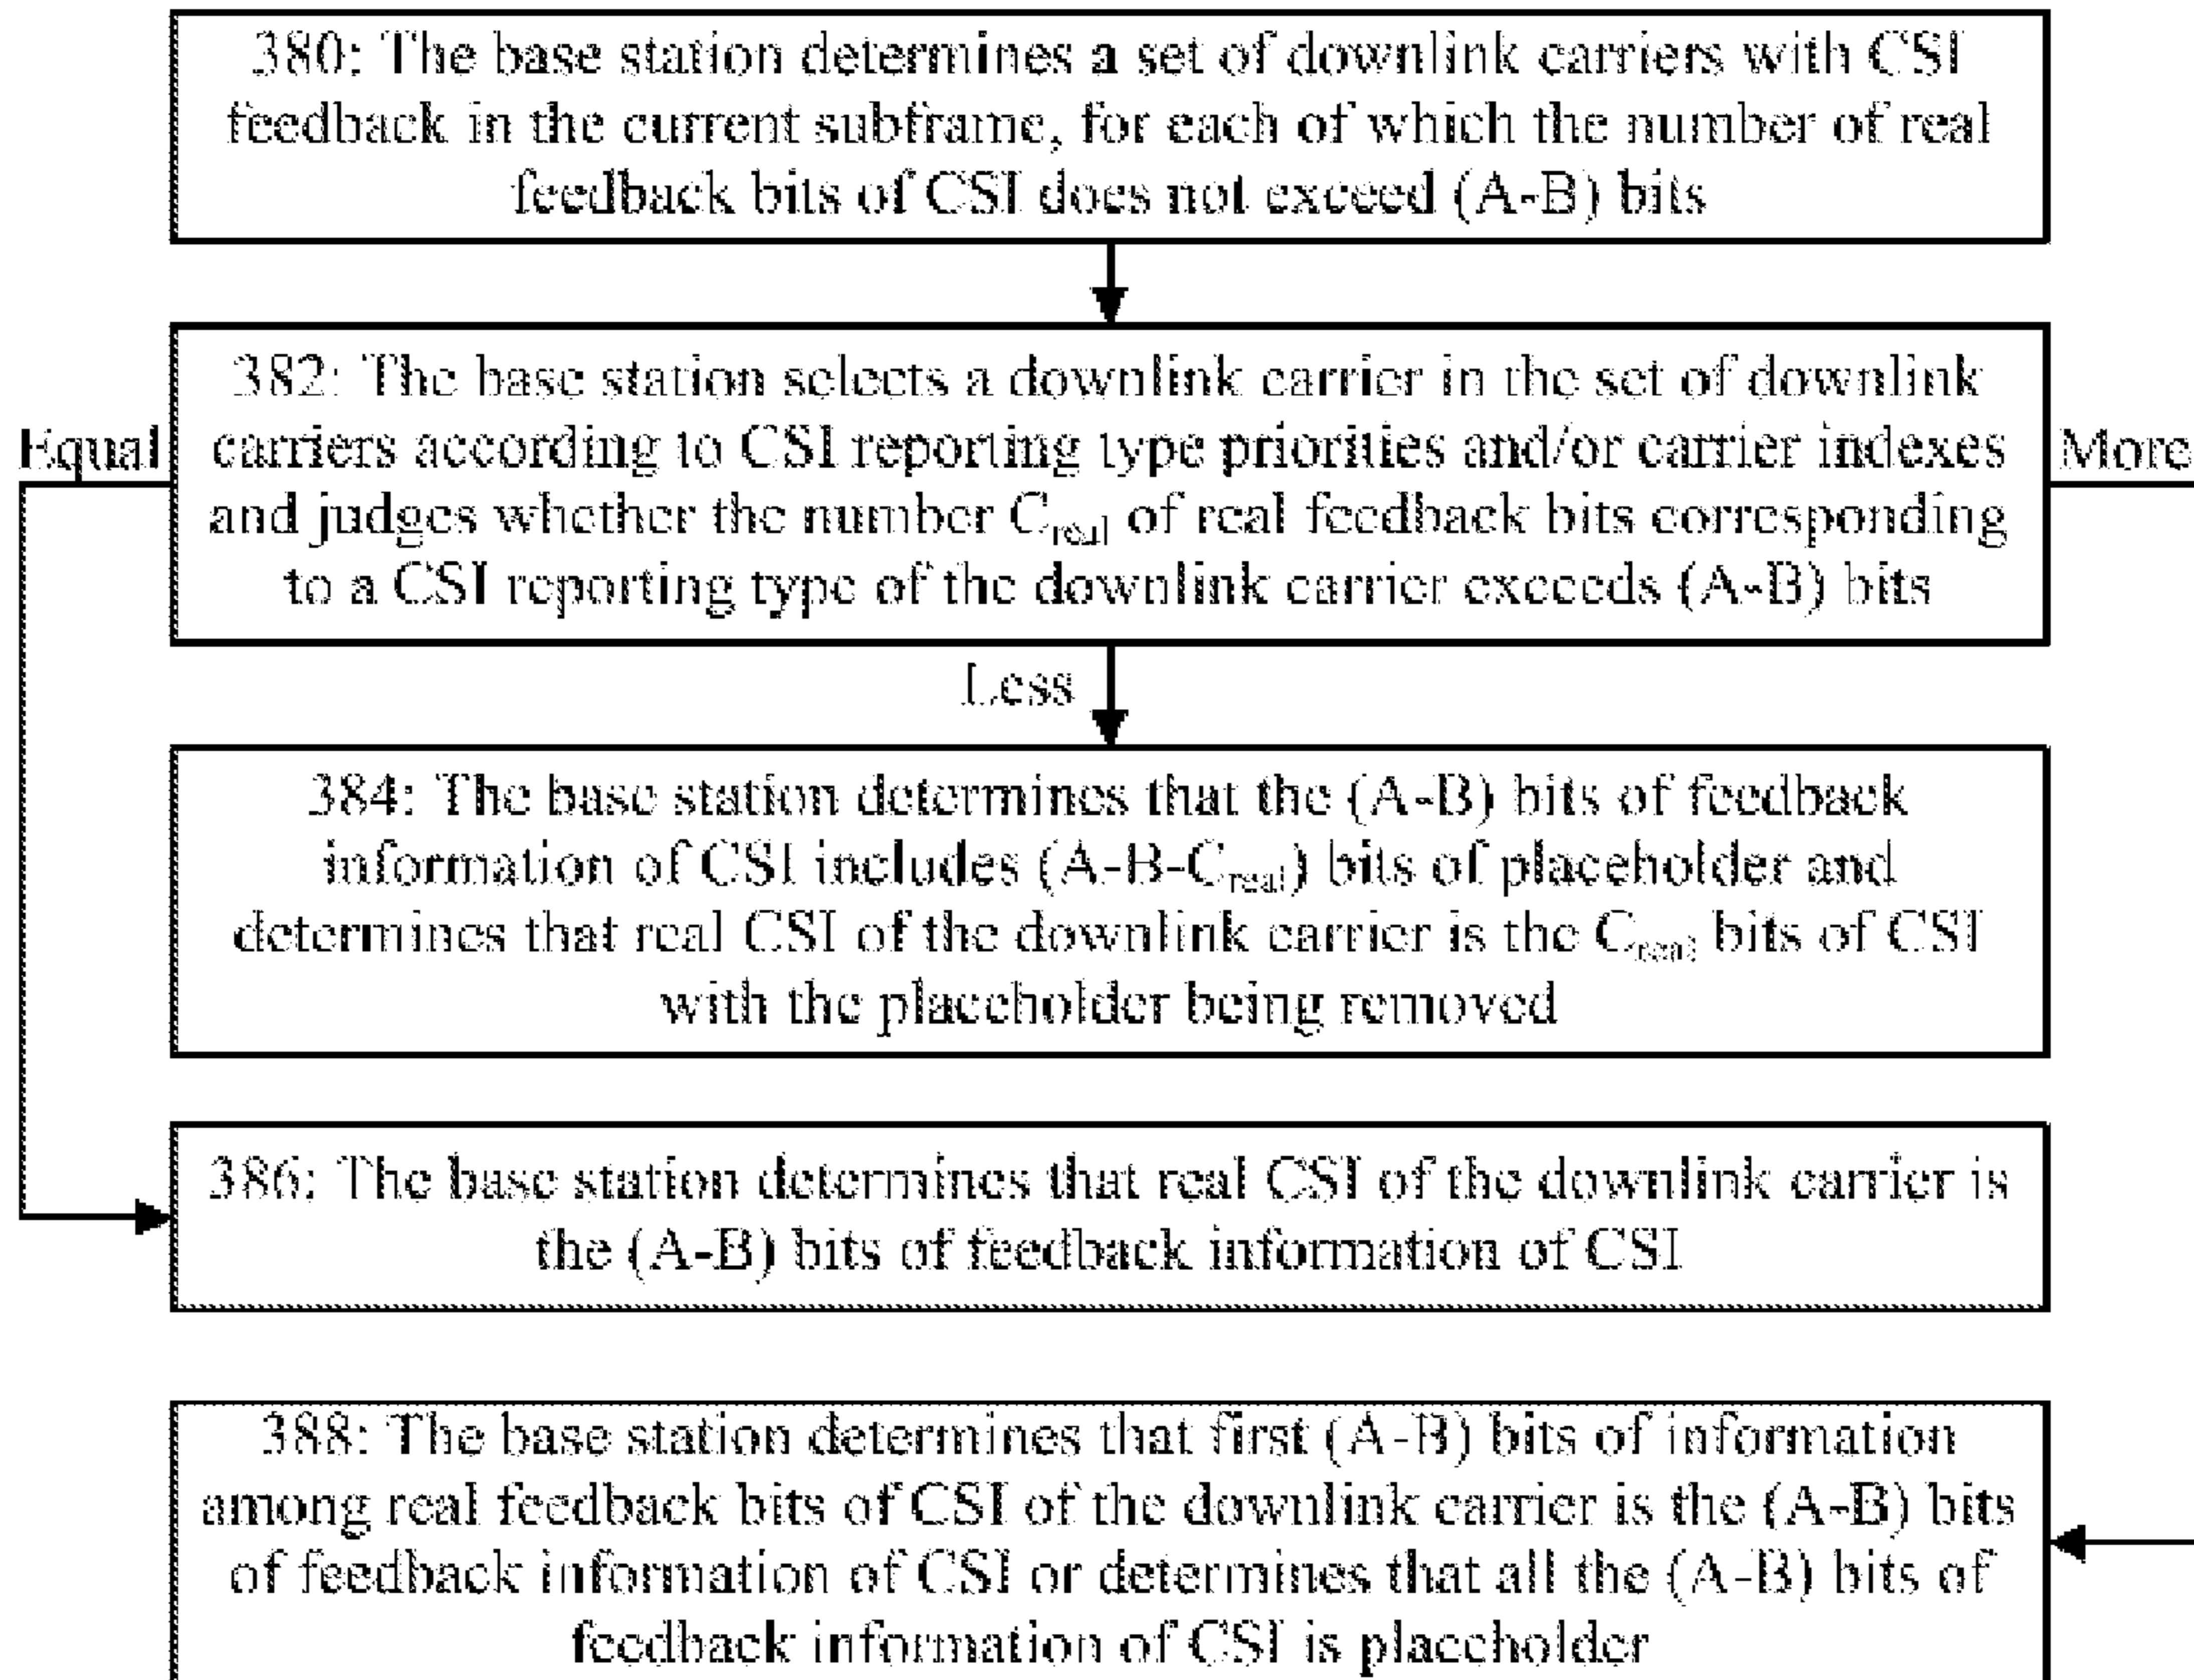 380: The base station determines a set of downlink carriers with CSI
feedback in the current subframe, for each of which the number of real
feedback bits of CSI does not exceed (A-B) bits
382: The base station selects a downlink carrier in the set of downlink
carriers according to CSI reporting type priorities and/or carrier indexes
and judges whether the number Creal of real feedback bits corresponding
to a CSI reporting type of the downlink carrier exceeds (A-B) bits
Equal
More
Less
384: The base station determines that the (A-B) bits of feedback
information of CSI includes (A-B-Creal) bits of placeholder and
determines that real CSI of the downlink carrier is the Creal bits of CSI
with the placeholder being removed
386: The base station determines that real CSI of the downlink carrier is
the (A-B) bits of feedback information of CSI
388: The base station determines that first (A-B) bits of information
among real feedback bits of CSI of the downlink carrier is the (A-B) bits
of feedback information of CSI or determines that all the (A-B) bits of
feedback information of CSI is placeholder